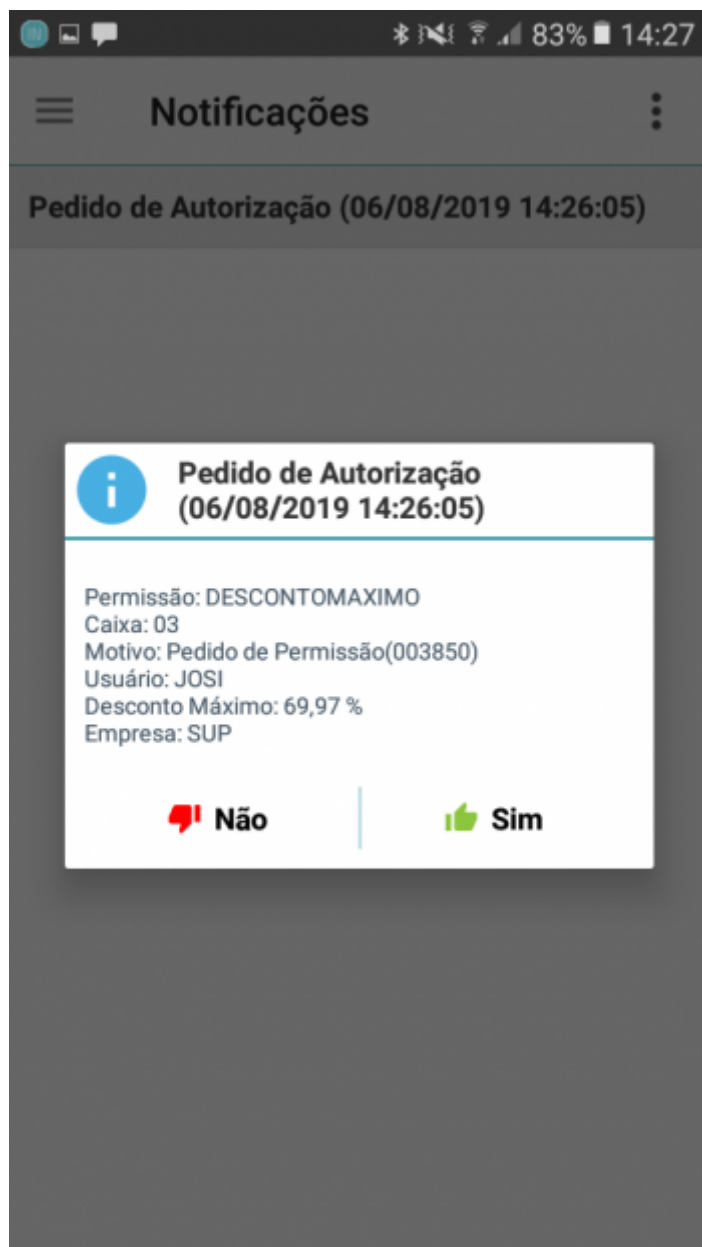 IN
83% 14:27
Notificações
Pedido de Autorização (06/08/2019 14:26:05)
Pedido de Autorização
(06/08/2019 14:26:05)
Permissão: DESCONTOMAXIMO
Caixa: 03
Motivo: Pedido de Permissão(003850)
Usuário: JOSI
Desconto Máximo: 69,97 %
Empresa: SUP
Não
Sim